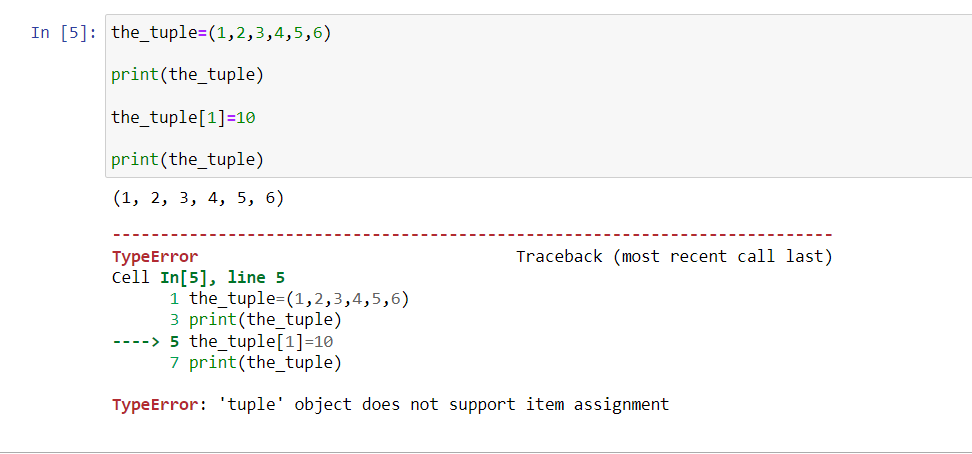 In [5]: the_tuple=(1,2,3,4,5,6)
print(the_tuple)
the_tuple[1]=10
print(the_tuple)
(1, 2, 3, 4, 5, 6)
---------------------------------------------------------------------------
TypeError                                 Traceback (most recent call last)
Cell In[5], line 5
      1 the_tuple=(1,2,3,4,5,6)
      3 print(the_tuple)
----> 5 the_tuple[1]=10
      7 print(the_tuple)
TypeError: 'tuple' object does not support item assignment